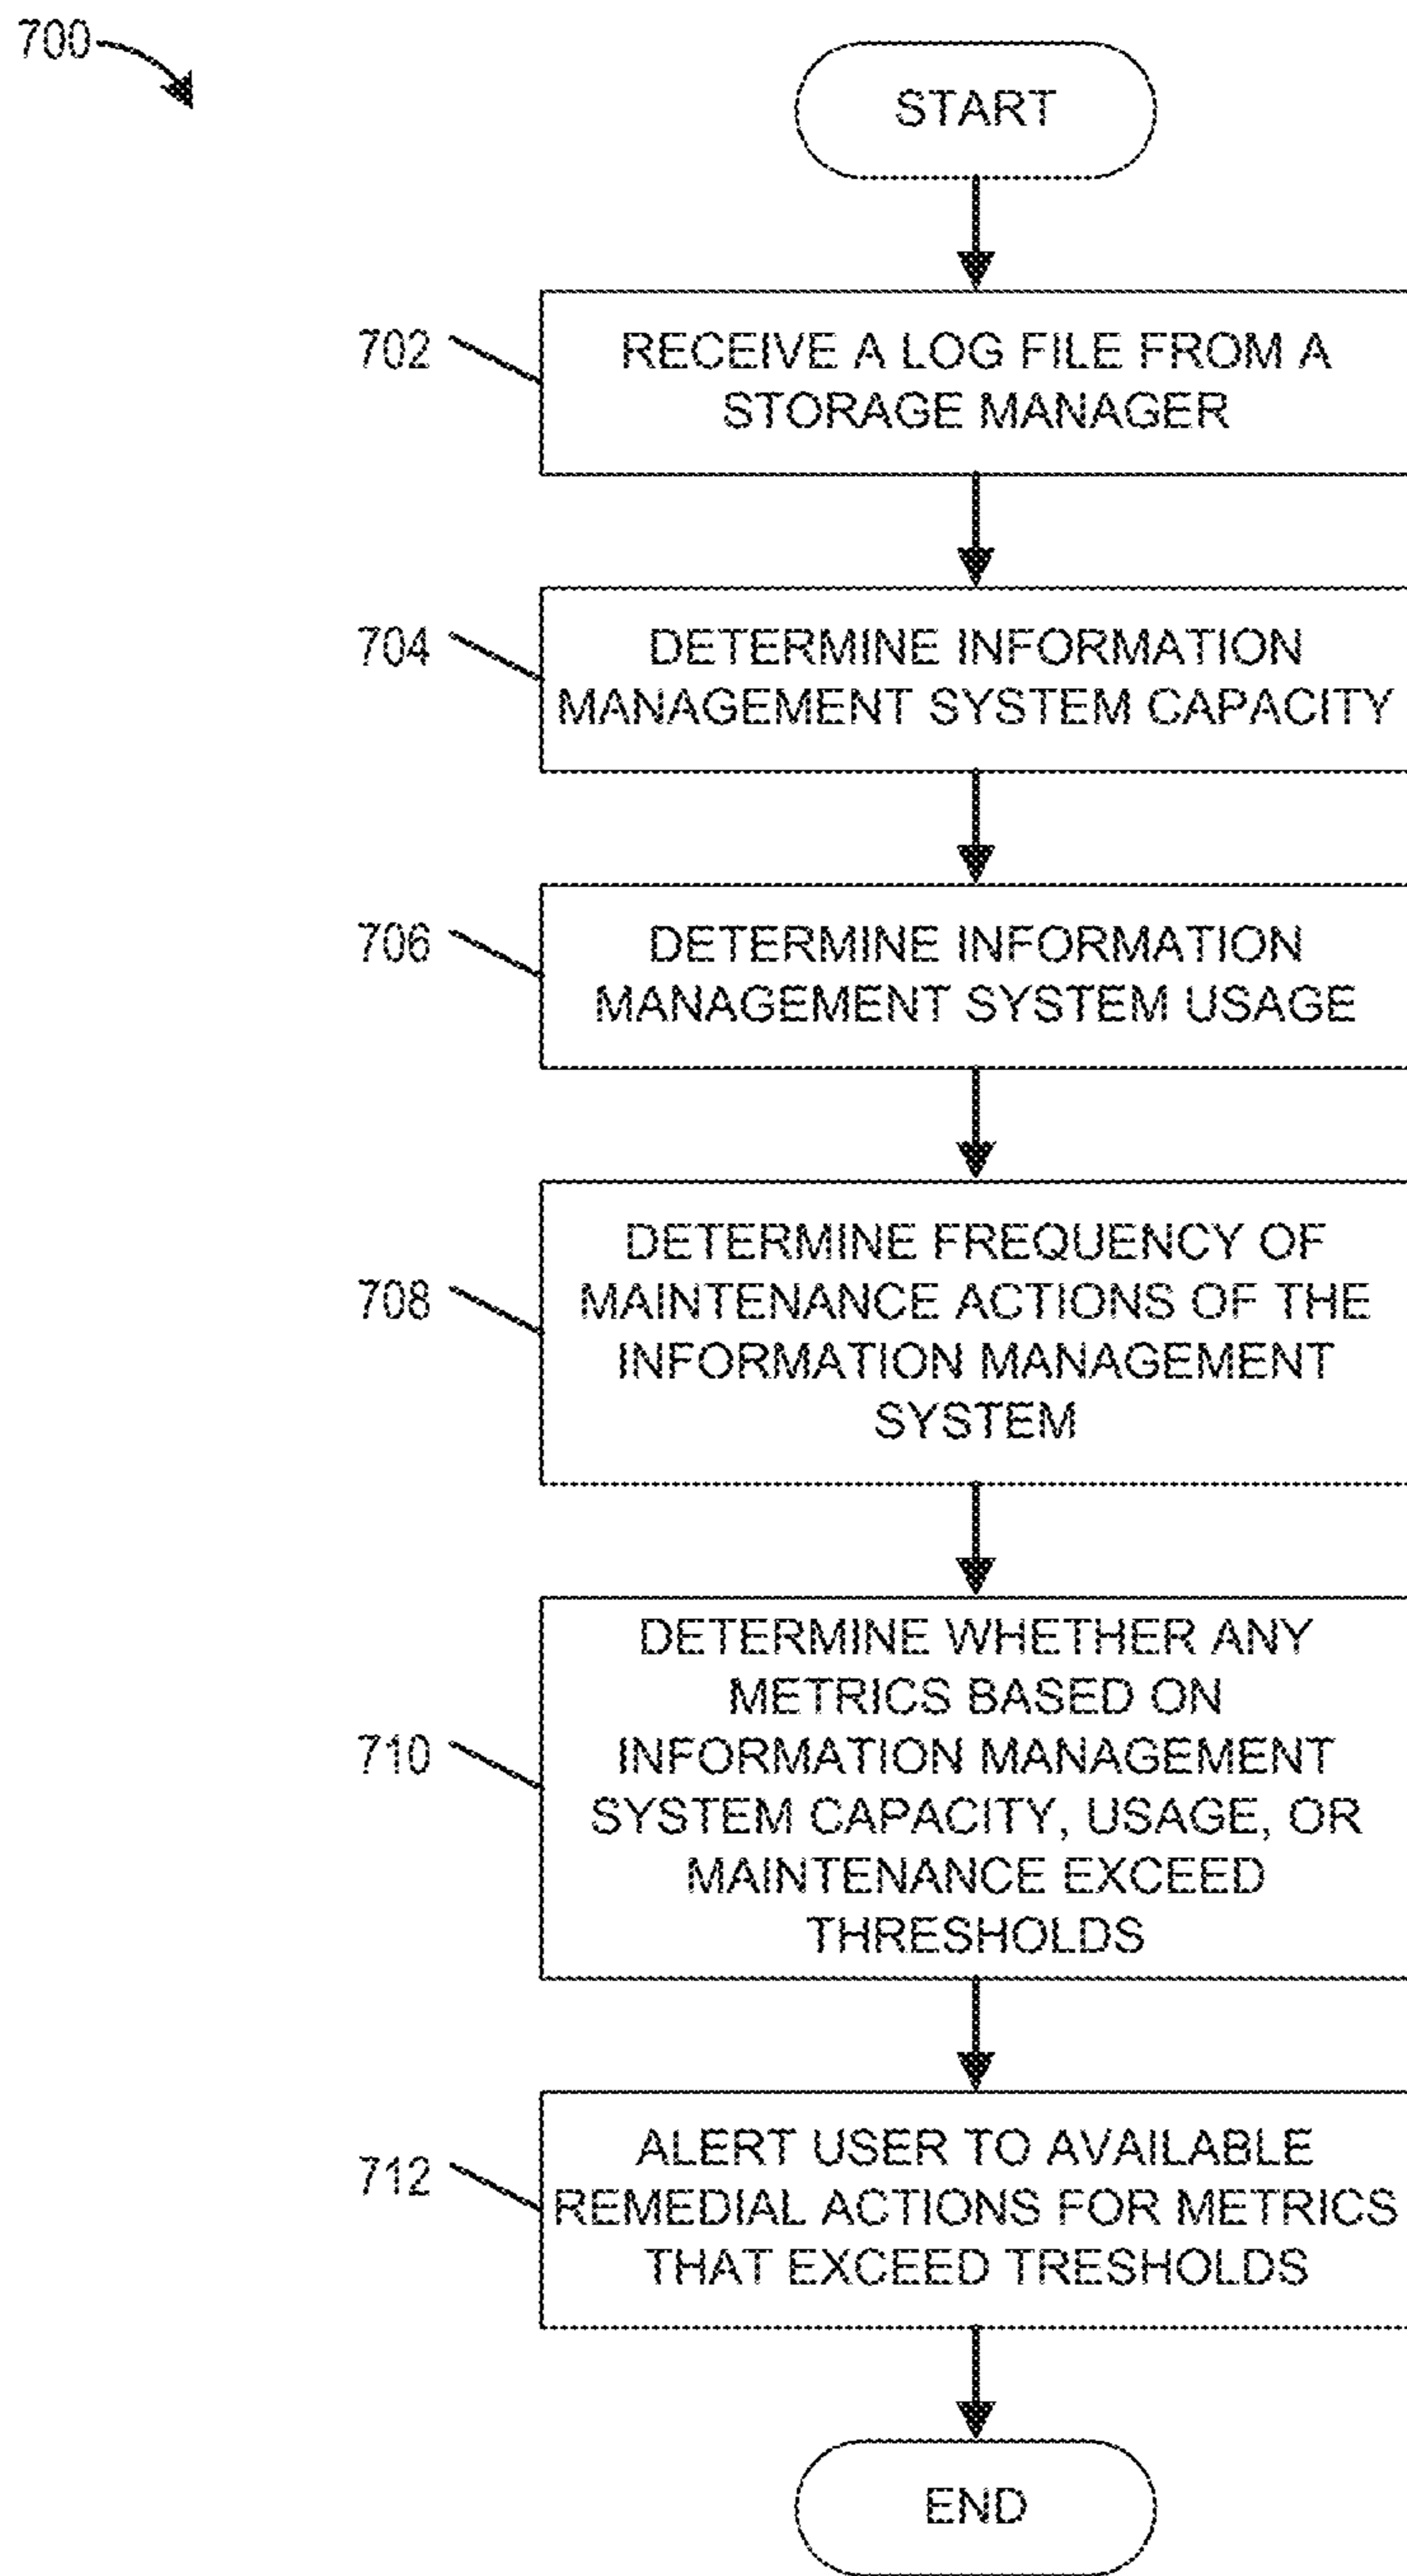 700
START
702
RECEIVE A LOG FILE FROM A
STORAGE MANAGER
704
DETERMINE INFORMATION
MANAGEMENT SYSTEM CAPACITY
706
DETERMINE INFORMATION
MANAGEMENT SYSTEM USAGE
708
DETERMINE FREQUENCY OF
MAINTENANCE ACTIONS OF THE
INFORMATION MANAGEMENT
SYSTEM
710
DETERMINE WHETHER ANY
METRICS BASED ON
INFORMATION MANAGEMENT
SYSTEM CAPACITY, USAGE, OR
MAINTENANCE EXCEED
THRESHOLDS
712
ALERT USER TO AVAILABLE
REMEDIAL ACTIONS FOR METRICS
THAT EXCEED TRESHOLDS
END